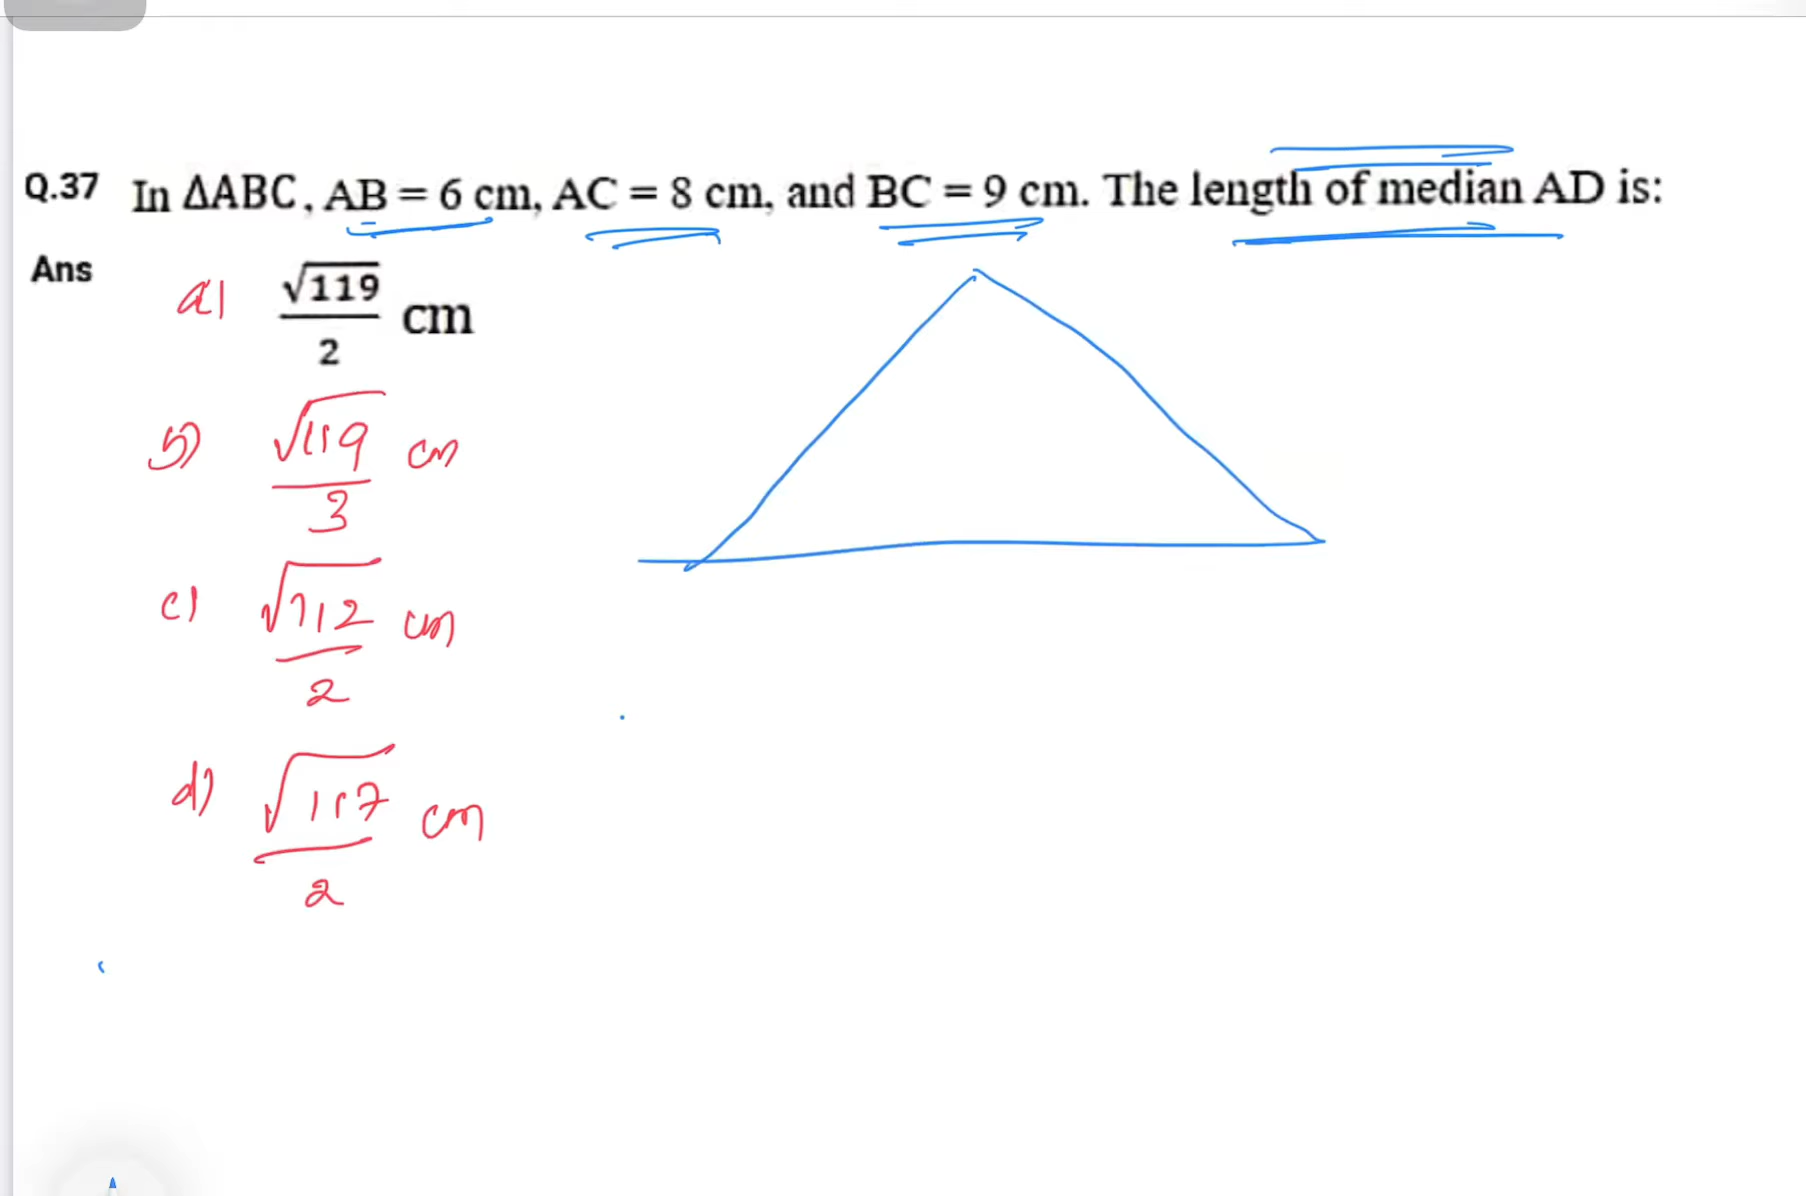 Q.37 In ΔABC, AB = 6 cm, AC = 8 cm, and BC = 9 cm. The length of median AD is:
Ans
a) √119/2 cm
b) √119/3 cm
c) √112/2 cm
d) √117/2 cm